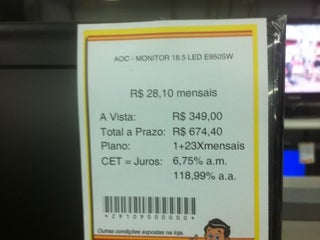 AOC - MONITOR 18.5 LED E950SW
R$ 28,10 mensais
A Vista: R$ 349,00
Total a Prazo: R$ 674,40
Plano: 1+23Xmensais
CET = Juros: 6,75% a.m.
118,99% a.a.
*29109000000*
Outras condições expostas na loja.